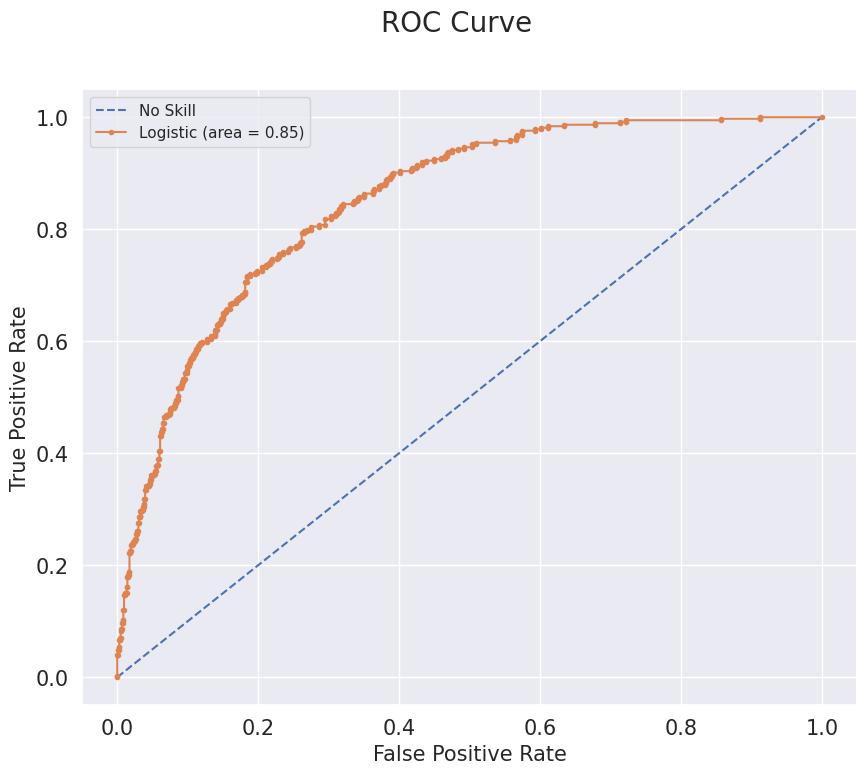 ROC Curve
No Skill
Logistic (area = 0.85)
1.0
0.8
0.6
0.4
0.2
0.0
True Positive Rate
0.0 0.2 0.4 0.6 0.8 1.0
False Positive Rate